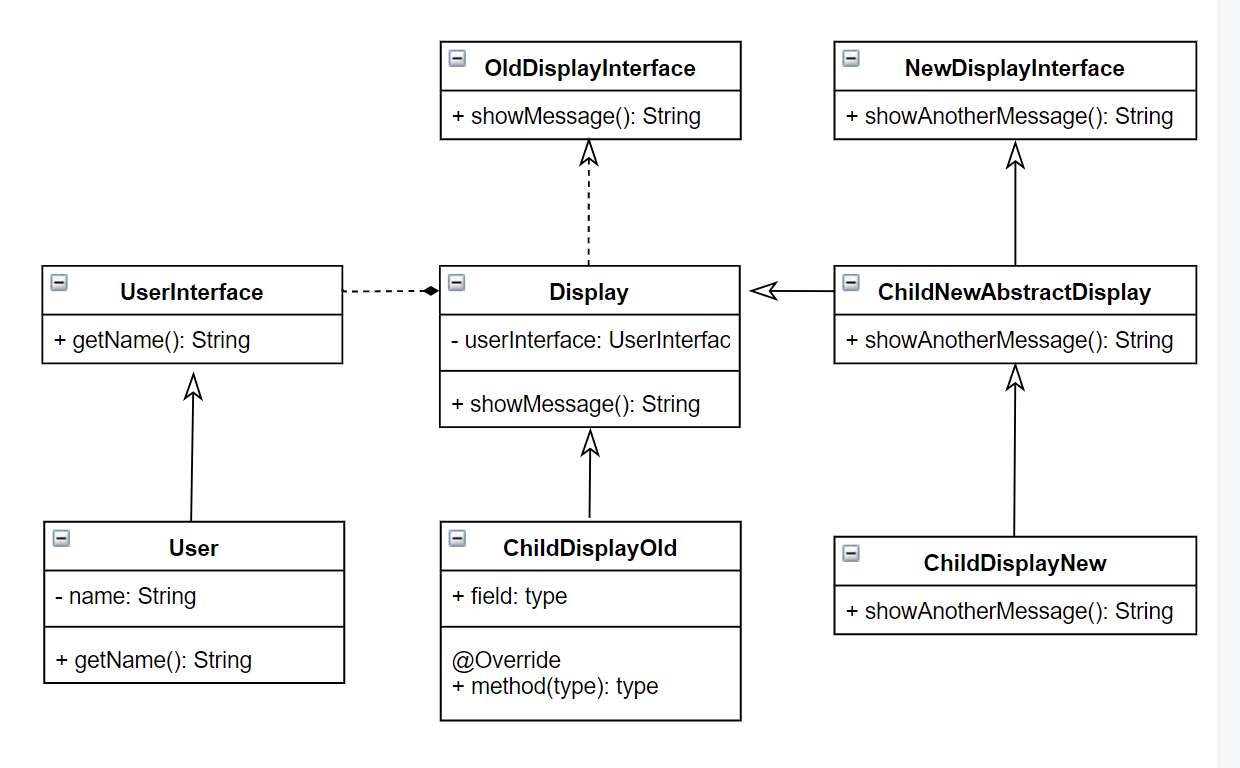 OldDisplayInterface
+ showMessage(): String
NewDisplayInterface
+ showAnotherMessage(): String
UserInterface
+ getName(): String
Display
- userInterface: UserInterfac
+ showMessage(): String
ChildNewAbstractDisplay
+ showAnotherMessage(): String
User
- name: String
+ getName(): String
ChildDisplayOld
+ field: type
@Override
+ method(type): type
ChildDisplayNew
+ showAnotherMessage(): String